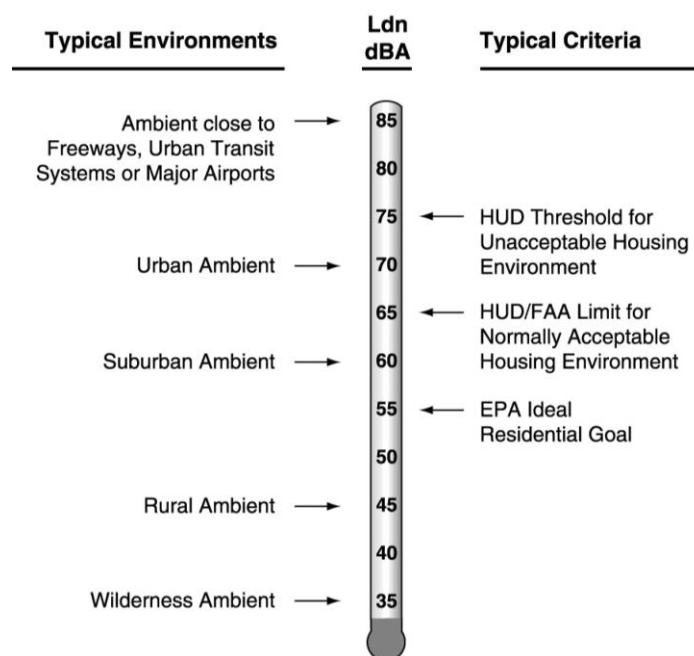 Typical Environments
Ldn
dBA
Typical Criteria
Ambient close to
Freeways, Urban Transit
Systems or Major Airports
Urban Ambient
Suburban Ambient
Rural Ambient
Wilderness Ambient
85
80
75
70
65
60
55
50
45
40
35
HUD Threshold for
Unacceptable Housing
Environment
HUD/FAA Limit for
Normally Acceptable
Housing Environment
EPA Ideal
Residential Goal